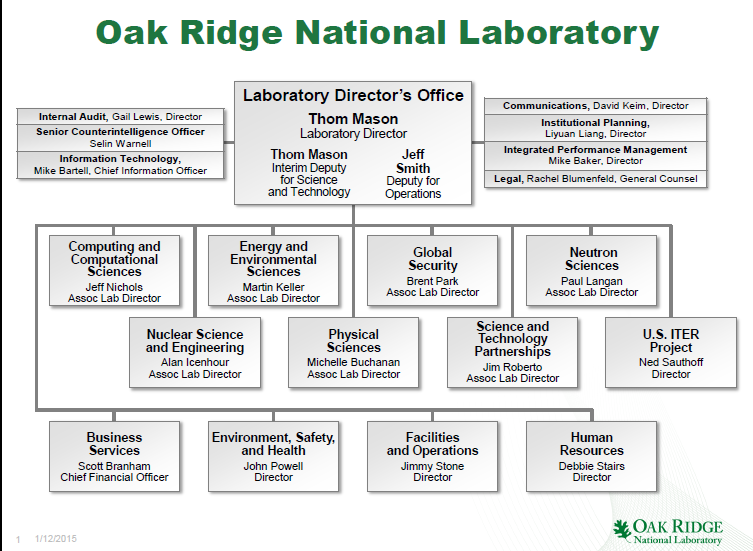 Oak Ridge National Laboratory
Internal Audit, Gail Lewis, Director
Senior Counterintelligence Officer
Selin Warnell
Information Technology,
Mike Bartell, Chief Information Officer
Laboratory Director's Office
Thom Mason
Laboratory Director
Thom Mason
Interim Deputy
for Science
and Technology
Jeff
Smith
Deputy for
Operations
Communications, David Keim, Director
Institutional Planning,
Liyuan Liang, Director
Integrated Performance Management
Mike Baker, Director
Legal, Rachel Blumenfeld, General Counsel
Computing and
Computational
Sciences
Jeff Nichols
Assoc Lab Director
Energy and
Environmental
Sciences
Martin Keller
Assoc Lab Director
Global
Security
Brent Park
Assoc Lab Director
Neutron
Sciences
Paul Langan
Assoc Lab Director
Nuclear Science
and Engineering
Alan Icenhour
Assoc Lab Director
Physical
Sciences
Michelle Buchanan
Assoc Lab Director
Science and
Technology
Partnerships
Jim Roberto
Assoc Lab Director
U.S. ITER
Project
Ned Sauthoff
Director
Business
Services
Scott Branham
Chief Financial Officer
Environment, Safety,
and Health
John Powell
Director
Facilities
and Operations
Jimmy Stone
Director
Human
Resources
Debbie Stairs
Director
1 1/12/2015
OAK RIDGE
National Laboratory